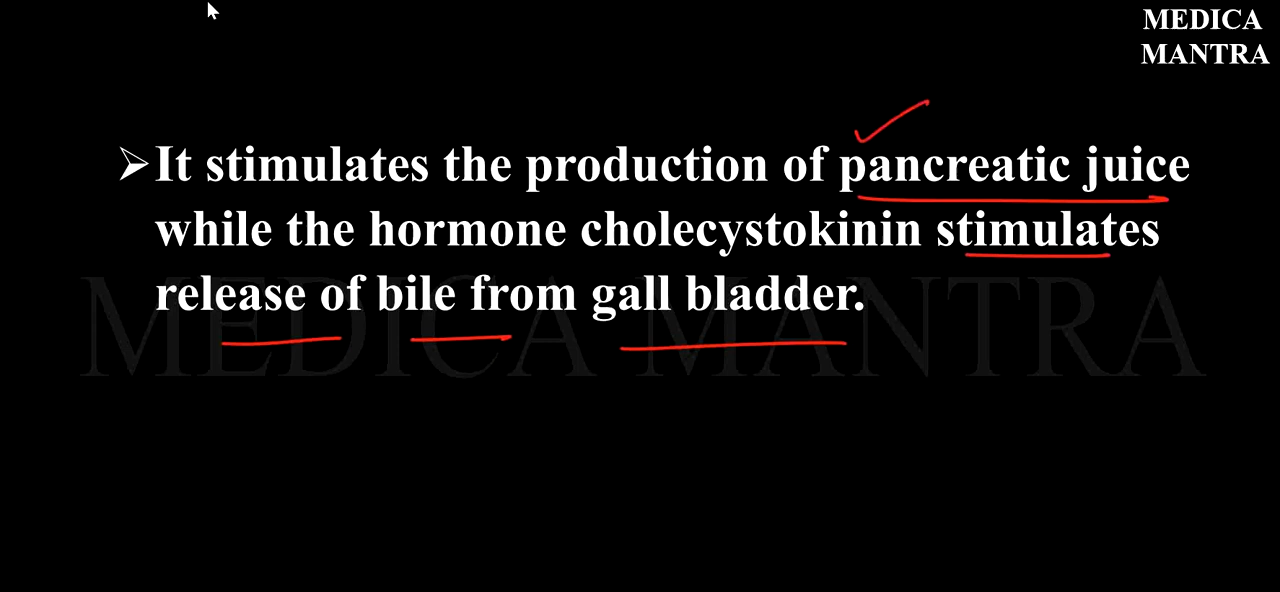 MEDICA
MANTRA
➢It stimulates the production of pancreatic juice
while the hormone cholecystokinin stimulates
release of bile from gall bladder.
MEDICA MANTRA